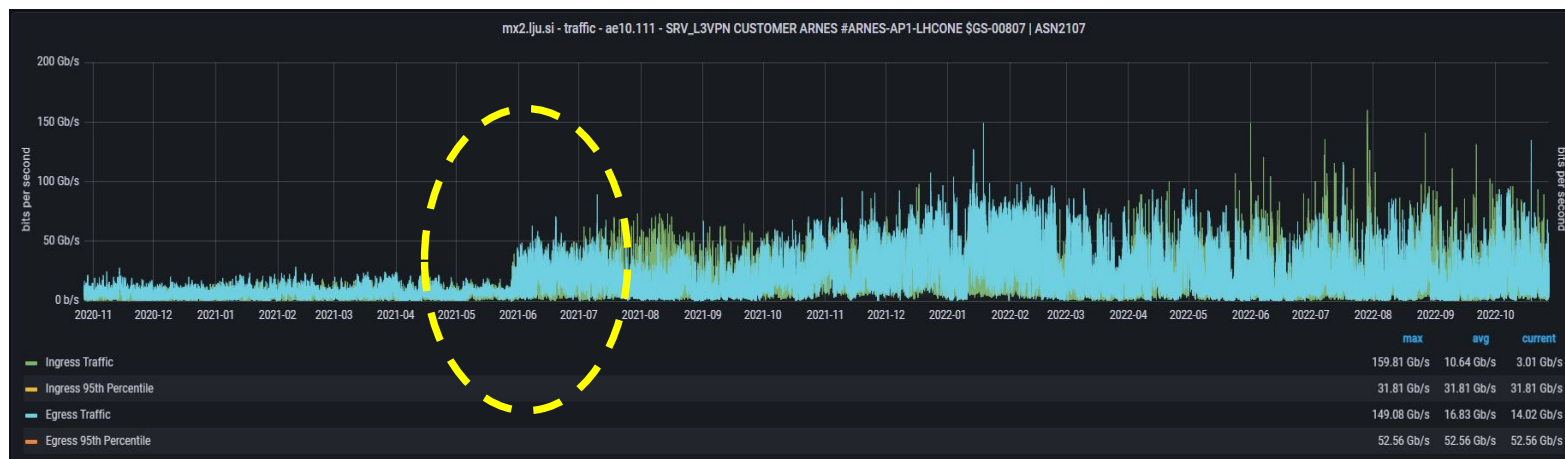 mx2.lju.si - traffic - ae10.111 - SRV_L3VPN CUSTOMER ARNES #ARNES-AP1-LHCONE $GS-00807 | ASN2107
200 Gb/s
150 Gb/s
100 Gb/s
50 Gb/s
0 b/s
bits per second
bits per second
2020-11 2020-12 2021-01 2021-02 2021-03 2021-04 2021-05 2021-06 2021-07 2021-08 2021-09 2021-10 2021-11 2021-12 2022-01 2022-02 2022-03 2022-04 2022-05 2022-06 2022-07 2022-08 2022-09 2022-10
max avg current
Ingress Traffic 159.81 Gb/s 10.64 Gb/s 3.01 Gb/s
Ingress 95th Percentile 31.81 Gb/s 31.81 Gb/s 31.81 Gb/s
Egress Traffic 149.08 Gb/s 16.83 Gb/s 14.02 Gb/s
Egress 95th Percentile 52.56 Gb/s 52.56 Gb/s 52.56 Gb/s